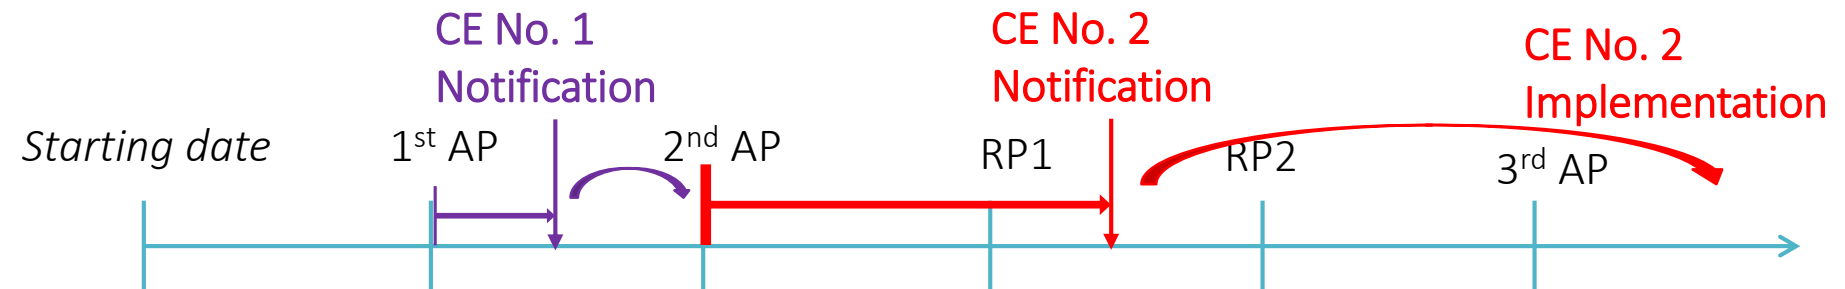 CE No. 1
Notification
CE No. 2
Notification
CE No. 2
Implementation
Starting date
1st AP
2nd AP
RP1
RP2
3rd AP